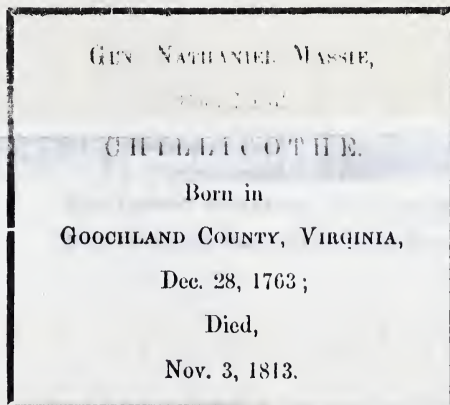 GEN NATHANIEL MASSIE,
CHILLICOTHE.
Born in
GOOCHLAND COUNTY, VIRGINIA,
Dec. 28, 1763;
Died,
Nov. 3, 1813.